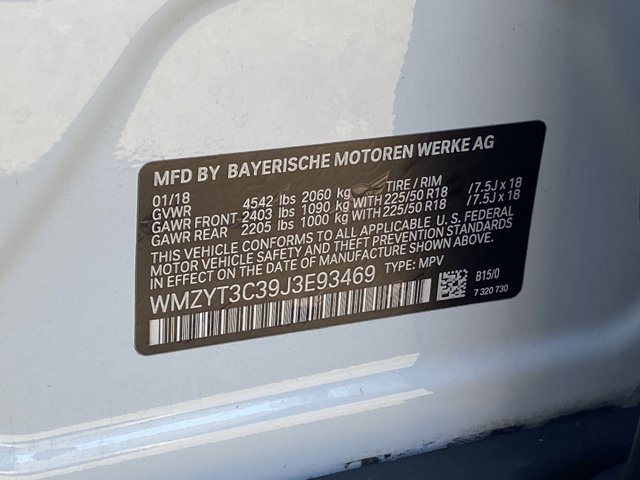 MFD BY BAYERISCHE MOTOREN WERKE AG
01/18 TIRE / RIM
GVWR 4542 lbs 2060 kg
GAWR FRONT 2403 lbs 1090 kg WITH 225/50 R18 /7.5J x 18
GAWR REAR 2205 lbs 1000 kg WITH 225/50 R18 /7.5J x 18
THIS VEHICLE CONFORMS TO ALL APPLICABLE U. S. FEDERAL
MOTOR VEHICLE SAFETY AND THEFT PREVENTION STANDARDS
IN EFFECT ON THE DATE OF MANUFACTURE SHOWN ABOVE.
WMZYT3C39J3E93469 TYPE: MPV
B15/0
7 320 730